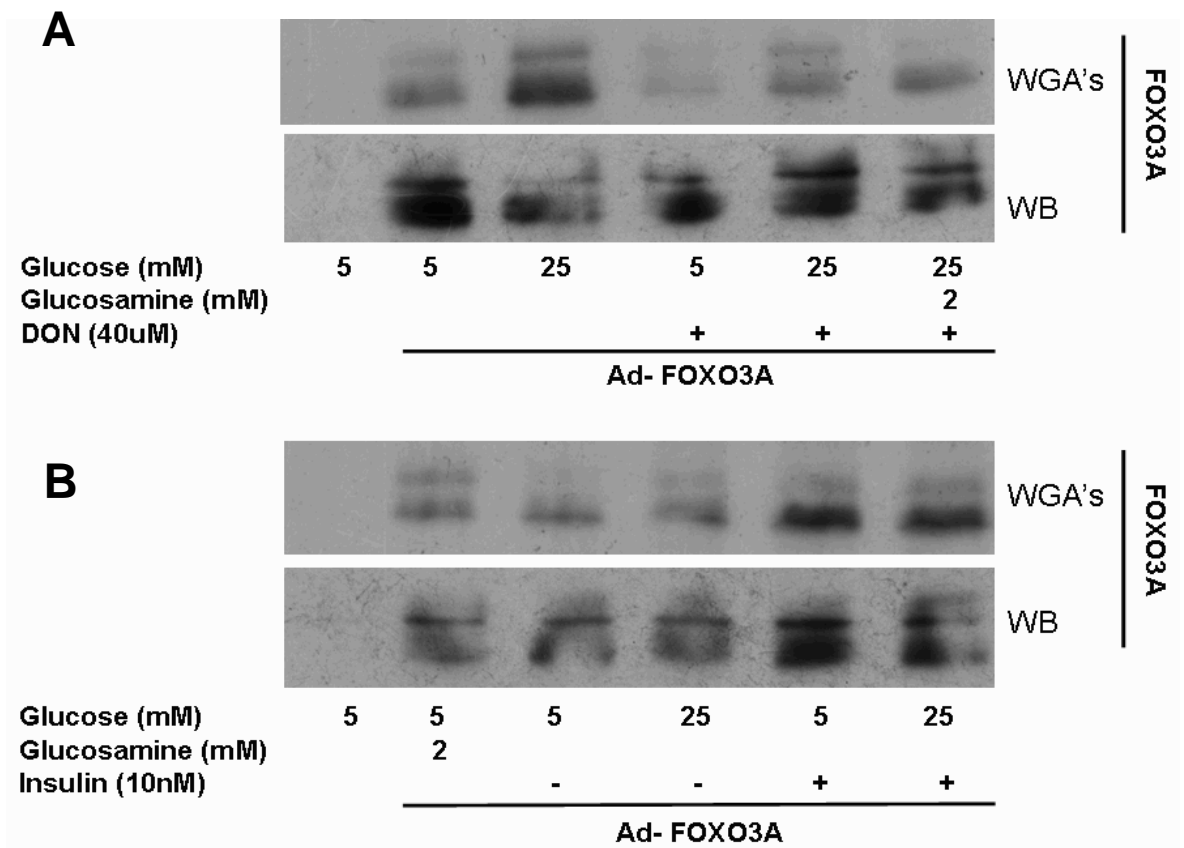 A
WGA's
WB
FOXO3A
Glucose (mM) 5 5 25 5 25 25
Glucosamine (mM) 2
DON (40uM) + + +
Ad- FOXO3A
B
WGA's
WB
FOXO3A
Glucose (mM) 5 5 5 25 5 25
Glucosamine (mM) 2
Insulin (10nM) - - + +
Ad- FOXO3A